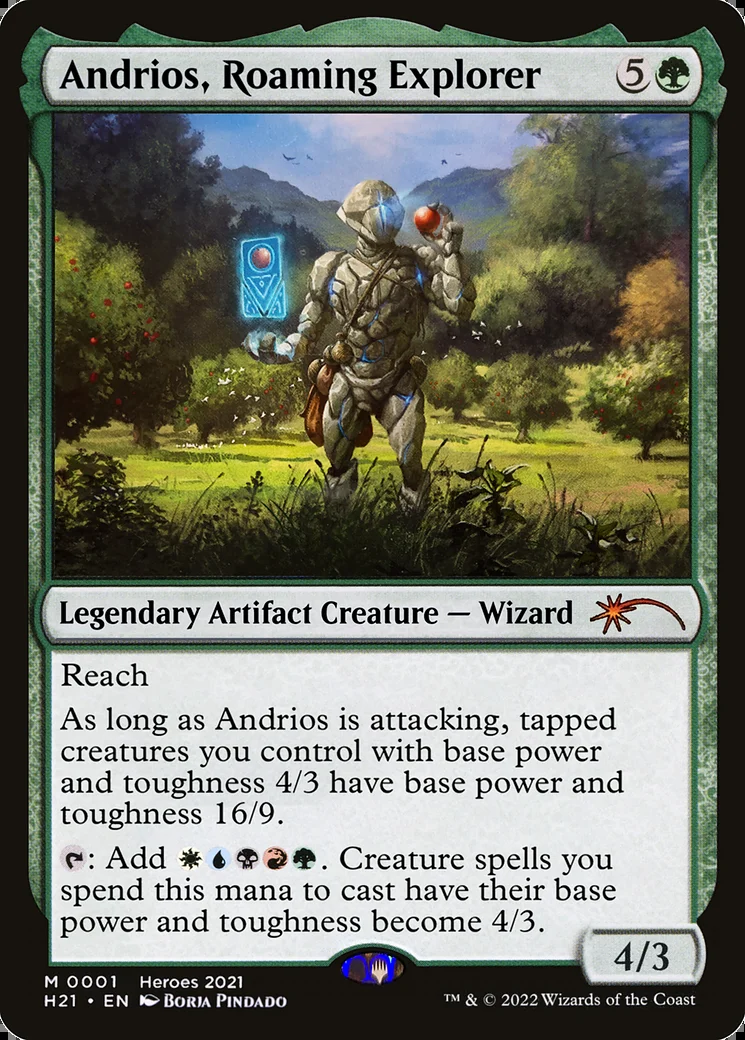 Andrios, Roaming Explorer 5
Legendary Artifact Creature — Wizard
Reach
As long as Andrios is attacking, tapped
creatures you control with base power
and toughness 4/3 have base power and
toughness 16/9.
: Add . Creature spells you
spend this mana to cast have their base
power and toughness become 4/3.
4/3
M 0001 Heroes 2021
H21 • EN Borja Pindado
™ & © 2022 Wizards of the Coast